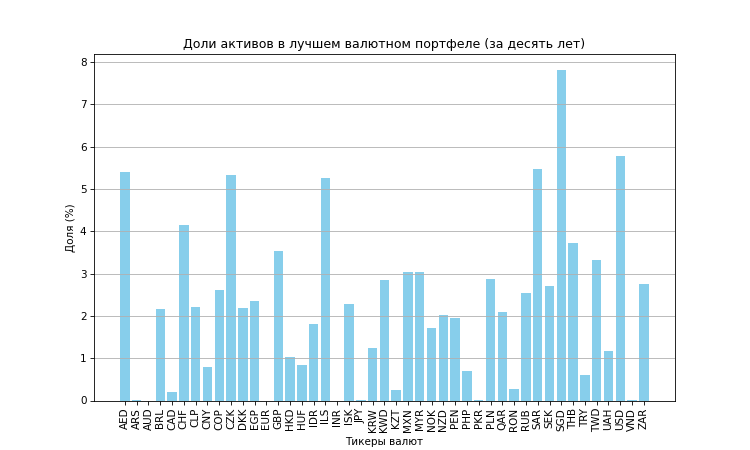 Доли активов в лучшем валютном портфеле (за десять лет)
Доля (%)
8
7
6
5
4
3
2
1
0
AED ARS AUD BRL CAD CHF CLP CNY COP CZK DKK EGP EUR GBP HKD HUF IDR ILS INR ISK JPY KRW KWD KZT MXN MYR NOK NZD PEN PHP PKR PLN QAR RON RUB SAR SEK SGD THB TRY TWD UAH USD VND ZAR
Тикеры валют